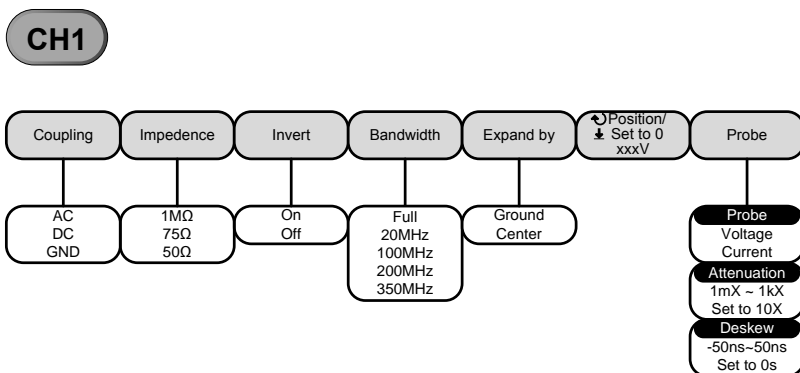 CH1
Coupling
Impedence
Invert
Bandwidth
Expand by
Position/
Set to 0
xxxV
Probe
AC
DC
GND
1MΩ
75Ω
50Ω
On
Off
Full
20MHz
100MHz
200MHz
350MHz
Ground
Center
Probe
Voltage
Current
Attenuation
1mX ~ 1kX
Set to 10X
Deskew
-50ns~50ns
Set to 0s